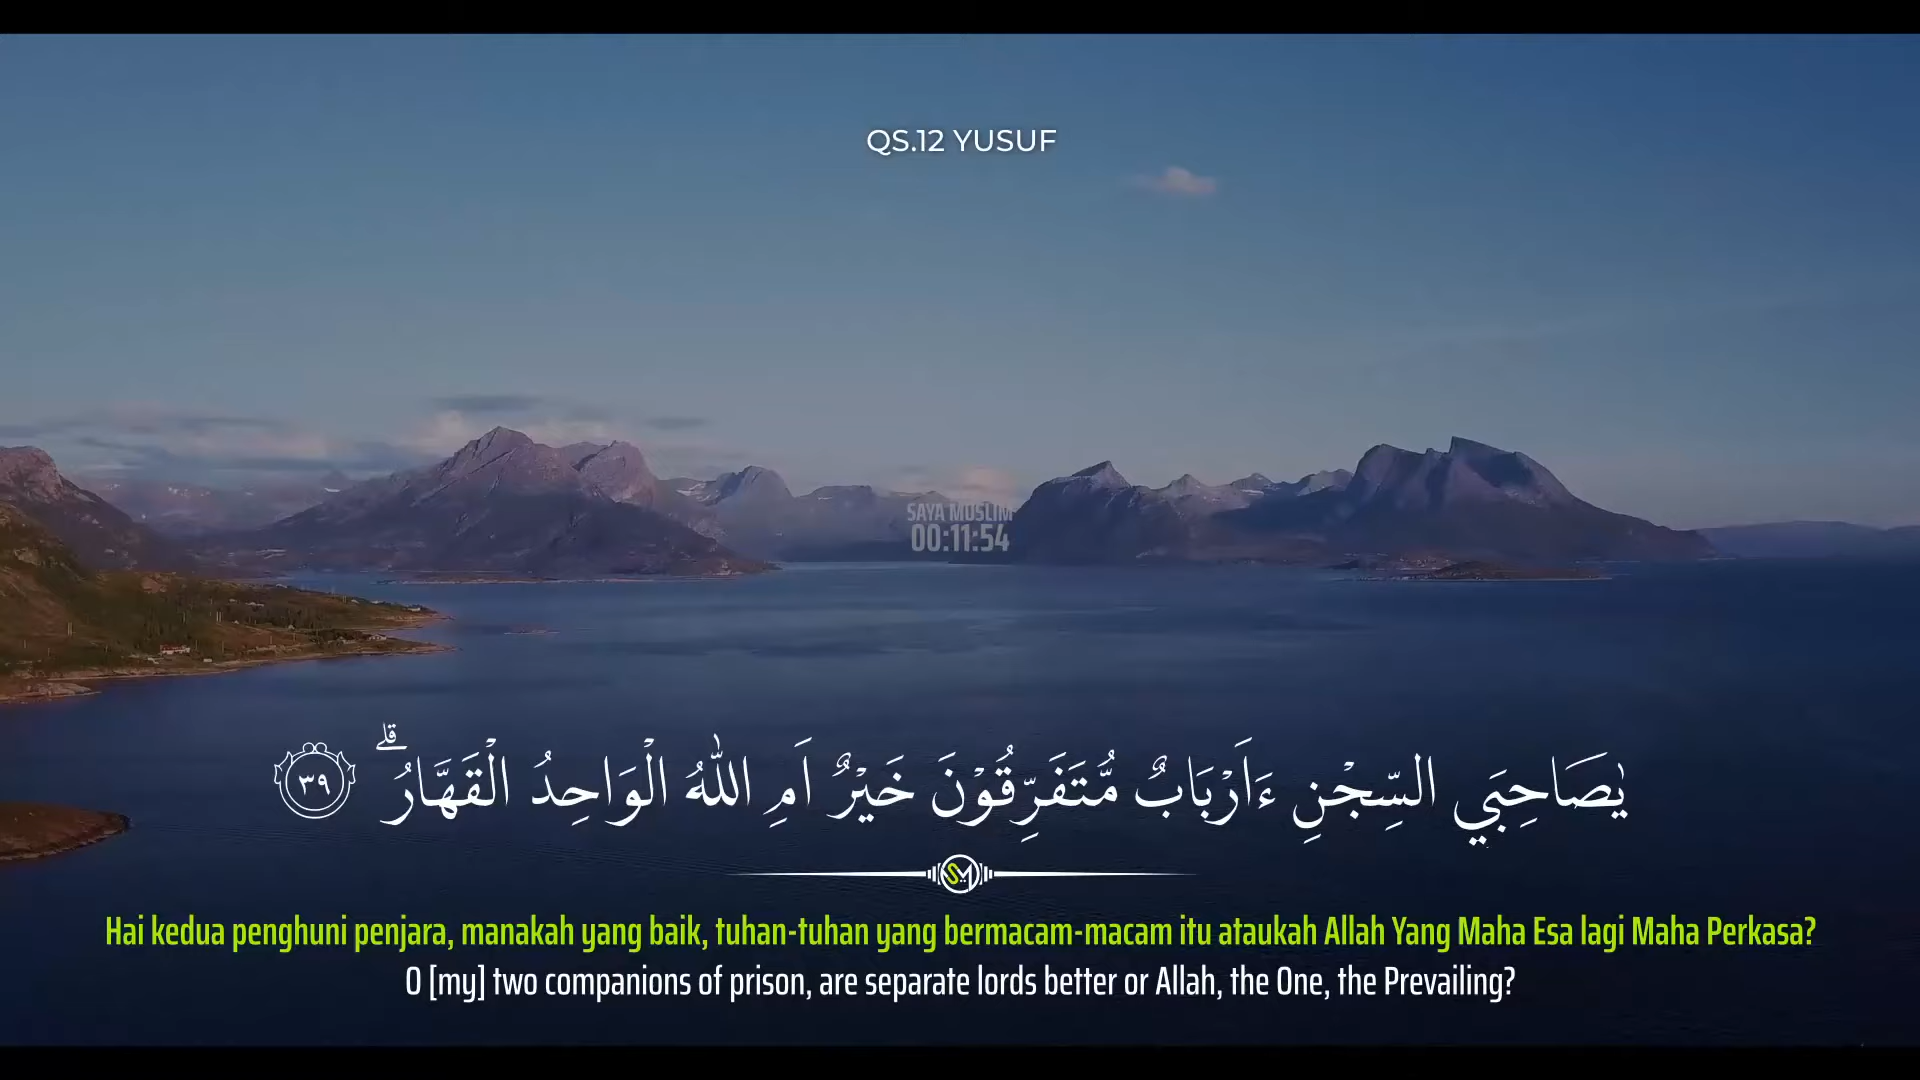 QS.12 YUSUF
SAYA MUSLIM
00:11:54
يٰصَاحِبَيِ السِّجْنِ ءَاَرْبَابٌ مُّتَفَرِّقُوْنَ خَيْرٌ اَمِ اللّٰهُ الْوَاحِدُ الْقَهَّارُ ۗ ٣٩
SM
Hai kedua penghuni penjara, manakah yang baik, tuhan-tuhan yang bermacam-macam itu ataukah Allah Yang Maha Esa lagi Maha Perkasa?
O [my] two companions of prison, are separate lords better or Allah, the One, the Prevailing?